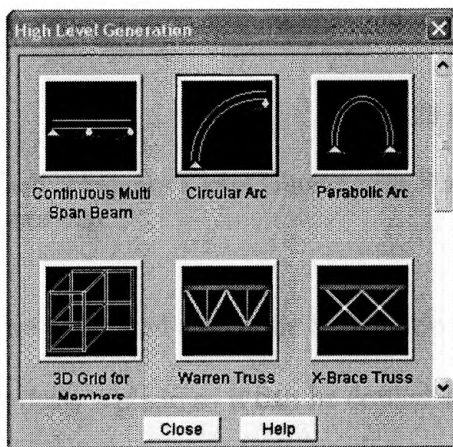 High Level Generation
Continuous Multi
Span Beam
Circular Arc
Parabolic Arc
3D Grid for
Members
Warren Truss
X-Brace Truss
Close
Help